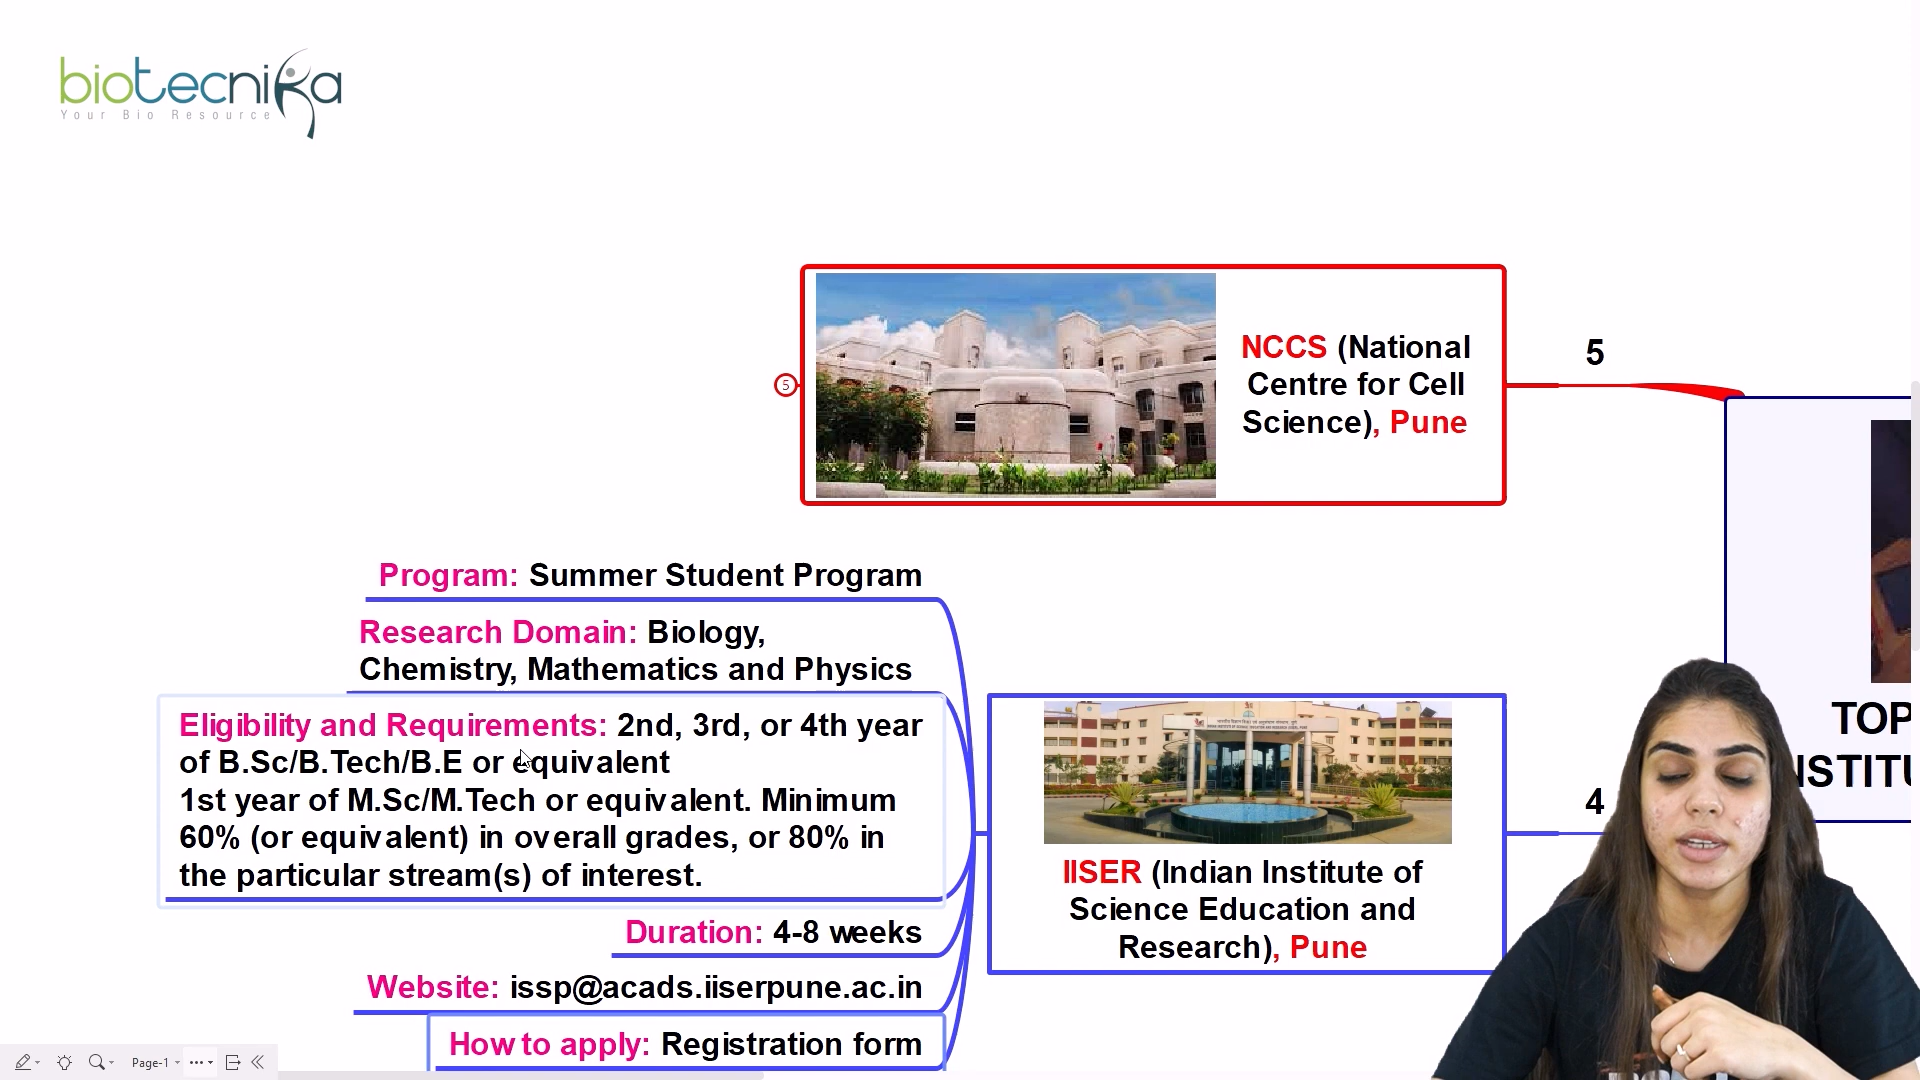 biotecnika
Your Bio Resource
NCCS (National
Centre for Cell
Science), Pune
5
5
Program: Summer Student Program
Research Domain: Biology,
Chemistry, Mathematics and Physics
Eligibility and Requirements: 2nd, 3rd, or 4th year
of B.Sc/B.Tech/B.E or equivalent
1st year of M.Sc/M.Tech or equivalent. Minimum
60% (or equivalent) in overall grades, or 80% in
the particular stream(s) of interest.
Duration: 4-8 weeks
Website: issp@acads.iiserpune.ac.in
How to apply: Registration form
IISER (Indian Institute of
Science Education and
Research), Pune
4
TOP
NSTITU
Page-1